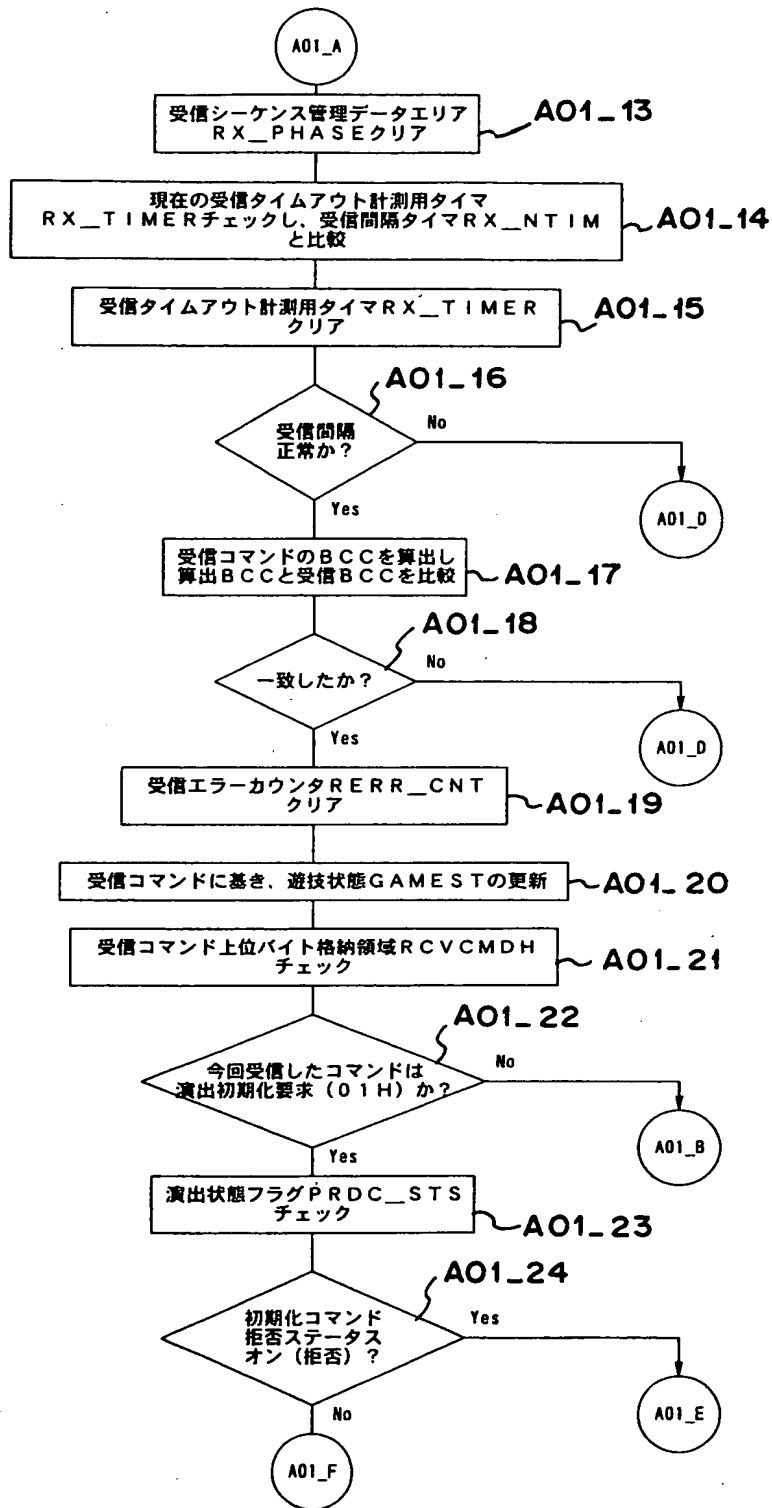 A01_A
受信シーケンス管理データエリア
RX__PHASEクリア
A01_13
現在の受信タイムアウト計測用タイマ
RX_TIMERチェックし、受信間隔タイマRX__NTIM
と比較
A01_14
受信タイムアウト計測用タイマRX__TIMER
クリア
A01_15
A01_16
受信間隔
正常か?
No
A01_D
Yes
受信コマンドのBCCを算出し
算出BCCと受信BCCを比較
A01_17
A01_18
一致したか?
No
A01_D
Yes
受信エラーカウンタRERR__CNT
クリア
A01_19
受信コマンドに基き、遊技状態GAMESTの更新
A01_20
受信コマンド上位バイト格納領域RCVCMDH
チェック
A01_21
A01_22
今回受信したコマンドは
演出初期化要求(01H)か?
No
A01_B
Yes
演出状態フラグPRDC__STS
チェック
A01_23
A01_24
初期化コマンド
拒否ステータス
オン(拒否)?
Yes
A01_E
No
A01_F